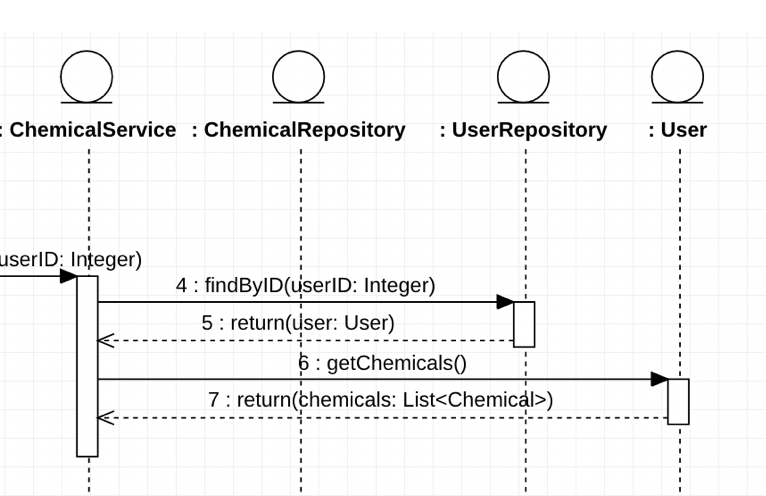 : ChemicalService : ChemicalRepository : UserRepository : User
userID: Integer)
4 : findByID(userID: Integer)
5 : return(user: User)
6 : getChemicals()
7 : return(chemicals: List<Chemical>)